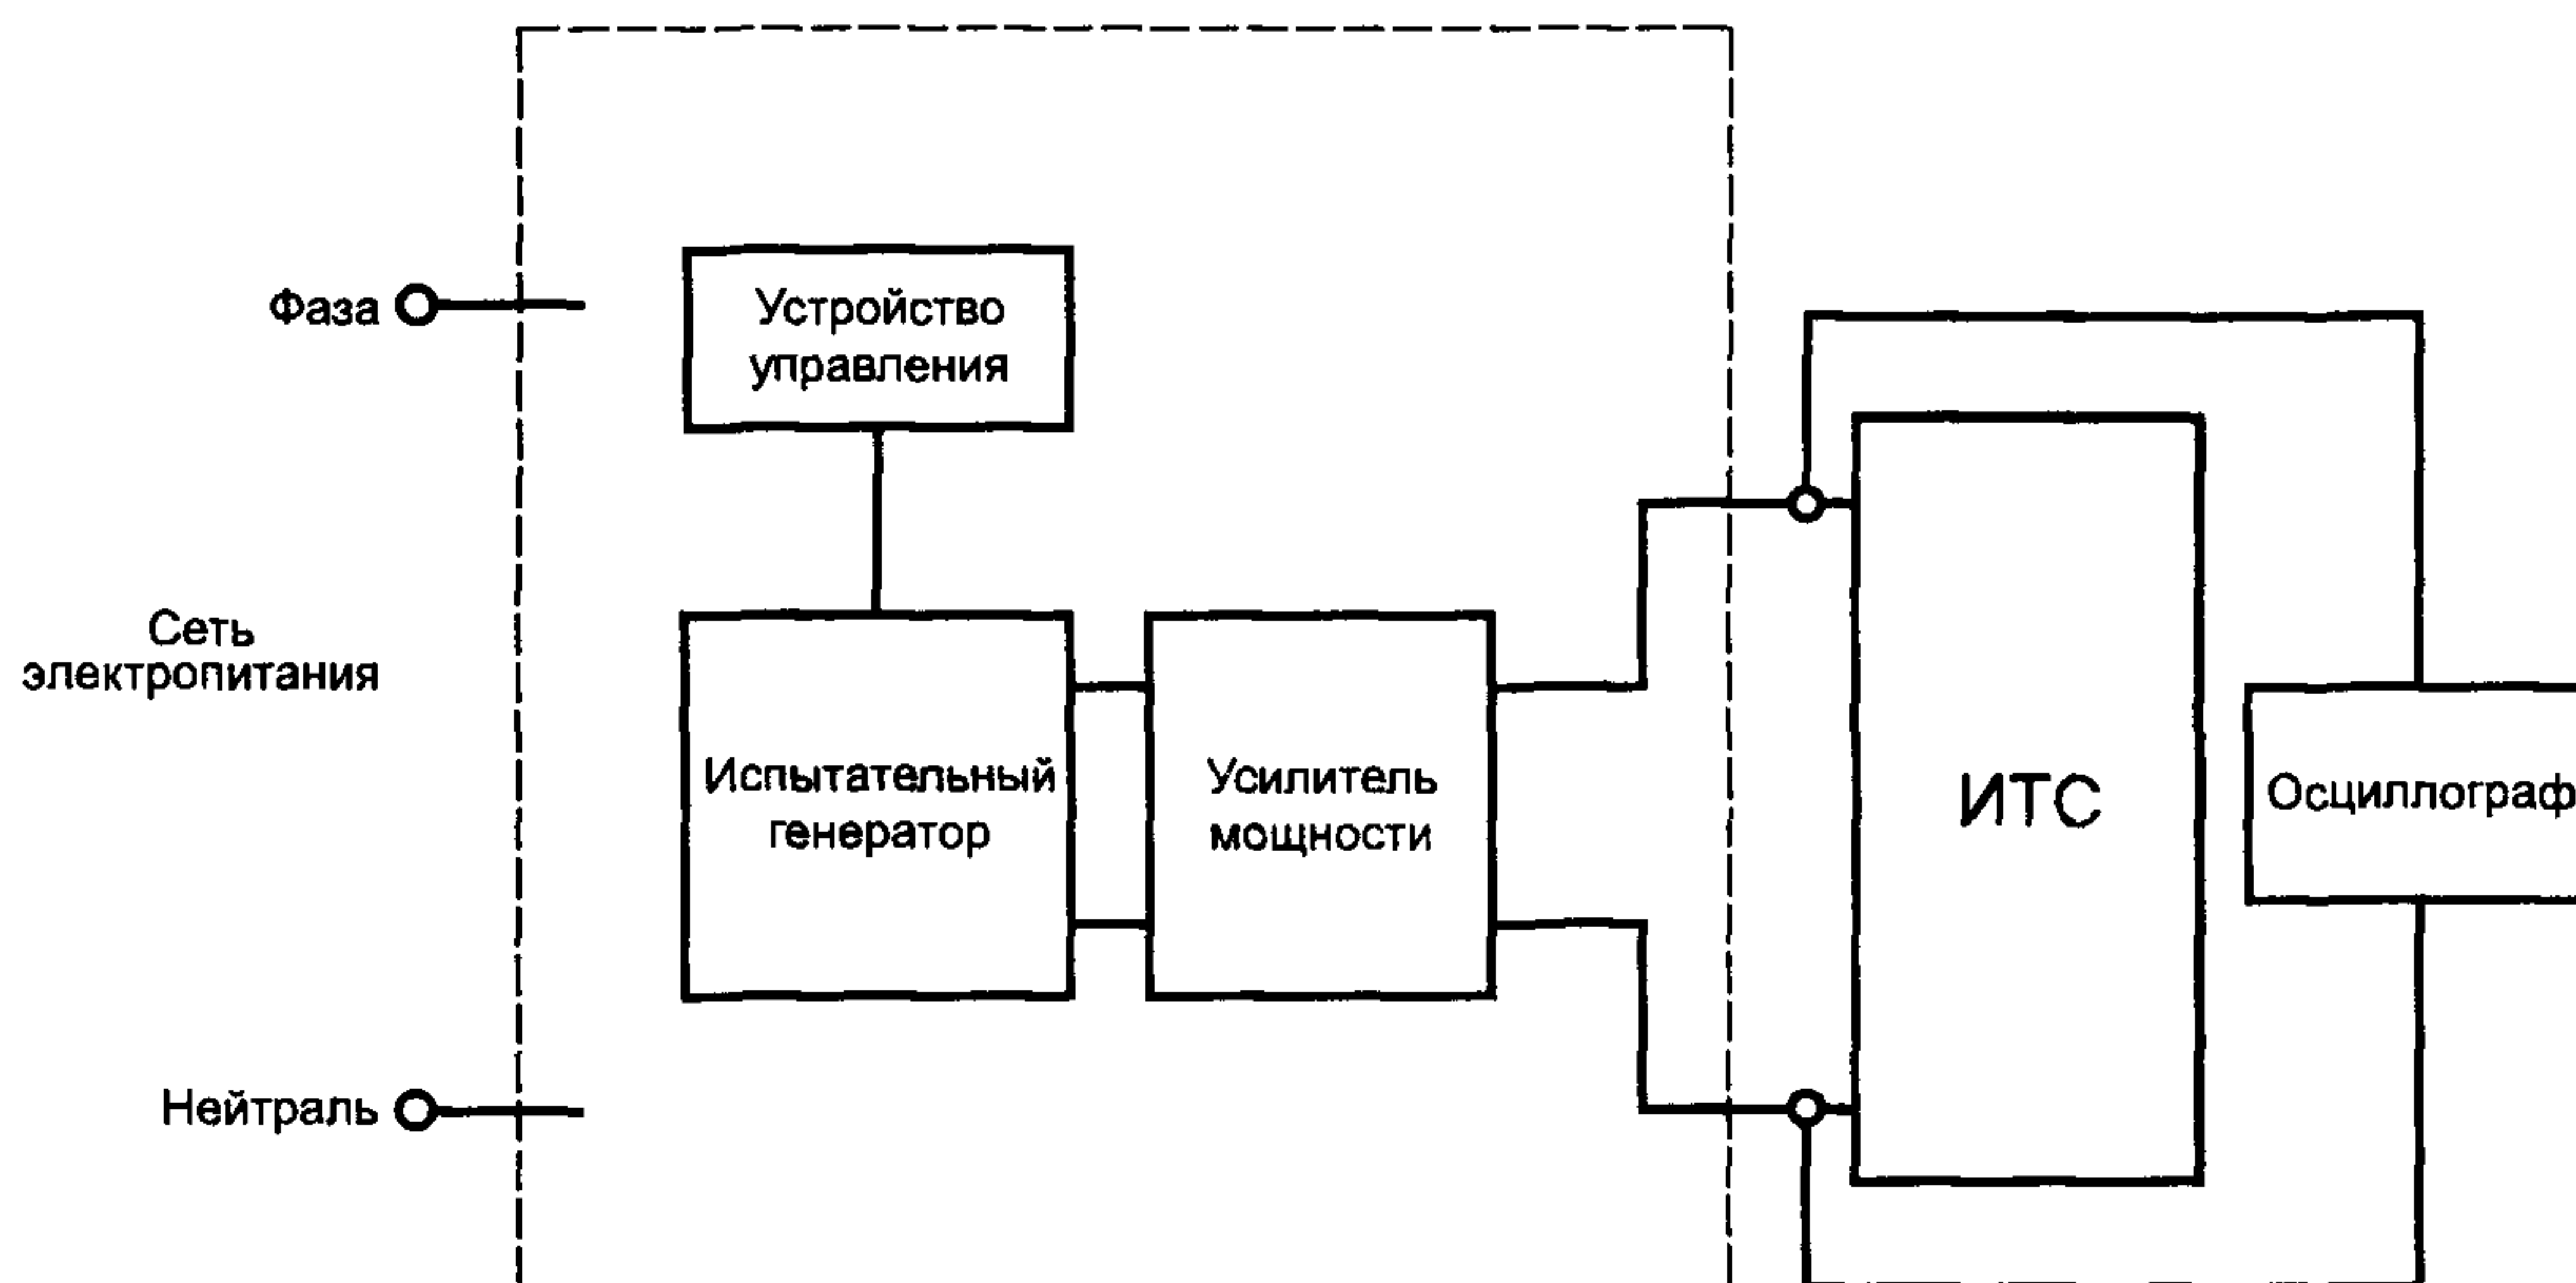 Фаза
Устройство
управления
Сеть
электропитания
Испытательный
генератор
Усилитель
мощности
ИТС
Осциллограф
Нейтраль